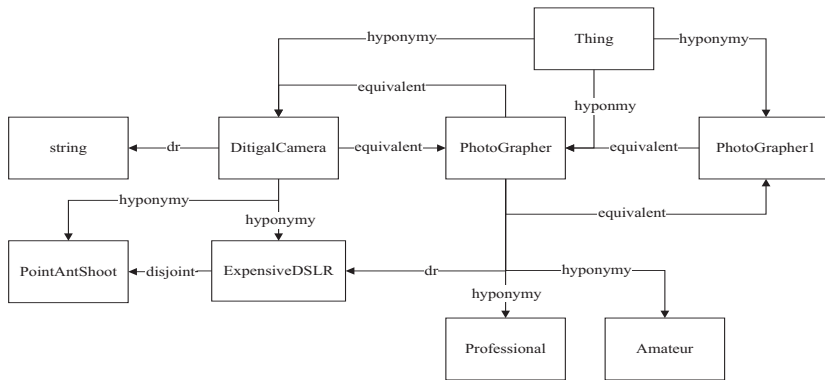 hyponymy
Thing
hyponymy
equivalent
hyponmy
string
dr
DitigalCamera
equivalent
PhotoGrapher
equivalent
PhotoGrapher1
hyponymy
hyponymy
equivalent
PointAntShoot
disjoint
ExpensiveDSLR
dr
hyponymy
hyponymy
Professional
Amateur